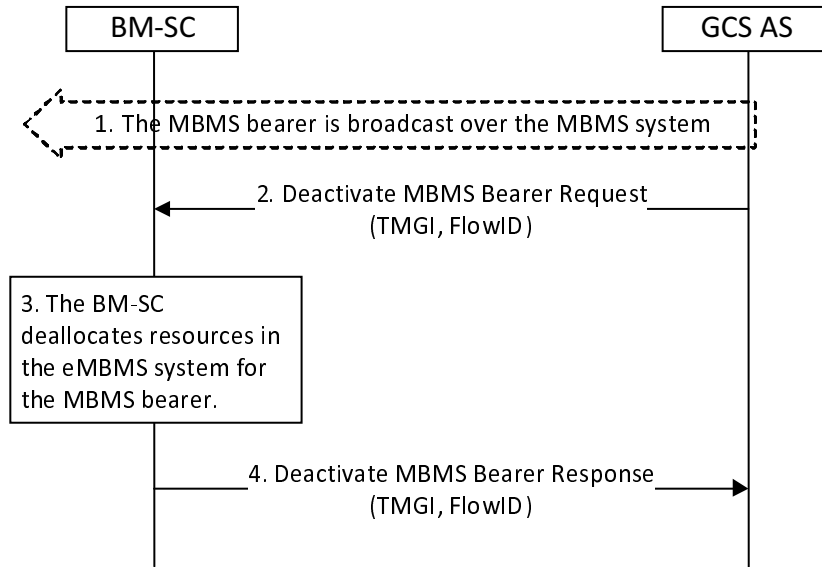 BM-SC
GCS AS
1. The MBMS bearer is broadcast over the MBMS system
2. Deactivate MBMS Bearer Request
(TMGI, FlowID)
3. The BM-SC
deallocates resources in
the eMBMS system for
the MBMS bearer.
4. Deactivate MBMS Bearer Response
(TMGI, FlowID)